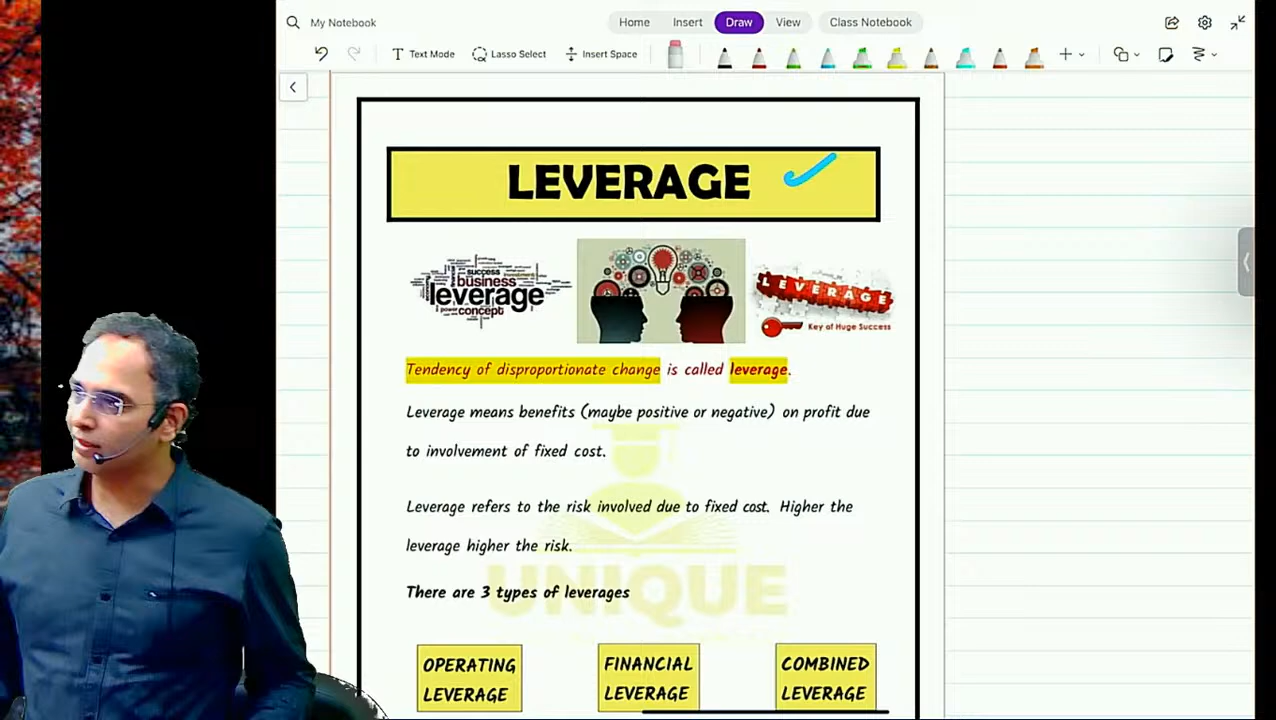 My Notebook
Home Insert Draw View Class Notebook
Text Mode Lasso Select Insert Space
LEVERAGE
success
business
leverage
power
concept
LEVERAGE
Key of Huge Success
Tendency of disproportionate change is called leverage.
Leverage means benefits (maybe positive or negative) on profit due
to involvement of fixed cost.
Leverage refers to the risk involved due to fixed cost. Higher the
leverage higher the risk.
UNIQUE
There are 3 types of leverages
OPERATING
LEVERAGE
FINANCIAL
LEVERAGE
COMBINED
LEVERAGE